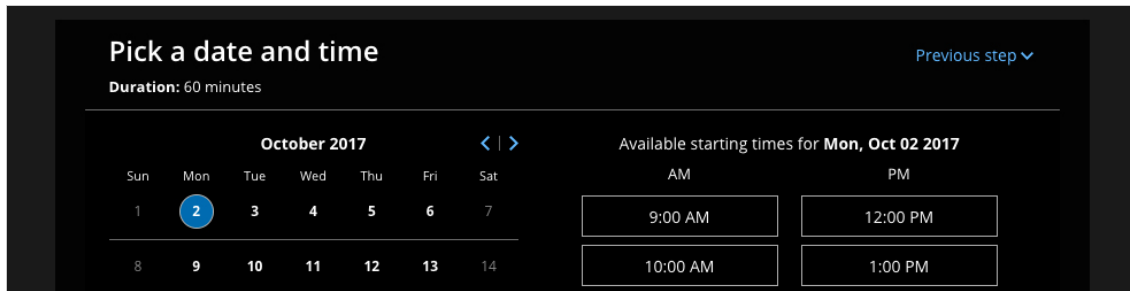 Pick a date and time
Previous step
Duration: 60 minutes
October 2017
Sun Mon Tue Wed Thu Fri Sat
1 2 3 4 5 6 7
8 9 10 11 12 13 14
Available starting times for Mon, Oct 02 2017
AM PM
9:00 AM 12:00 PM
10:00 AM 1:00 PM